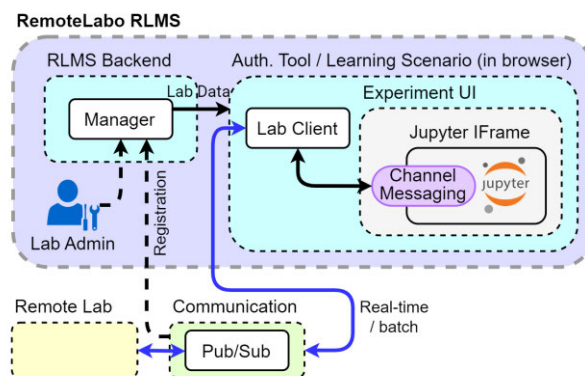 RemoteLabo RLMS
RLMS Backend
Auth. Tool / Learning Scenario (in browser)
Lab Data
Experiment UI
Manager
Lab Client
Jupyter IFrame
Channel
Messaging
jupyter
Lab Admin
Registration
Remote Lab
Communication
Real-time
/ batch
Pub/Sub